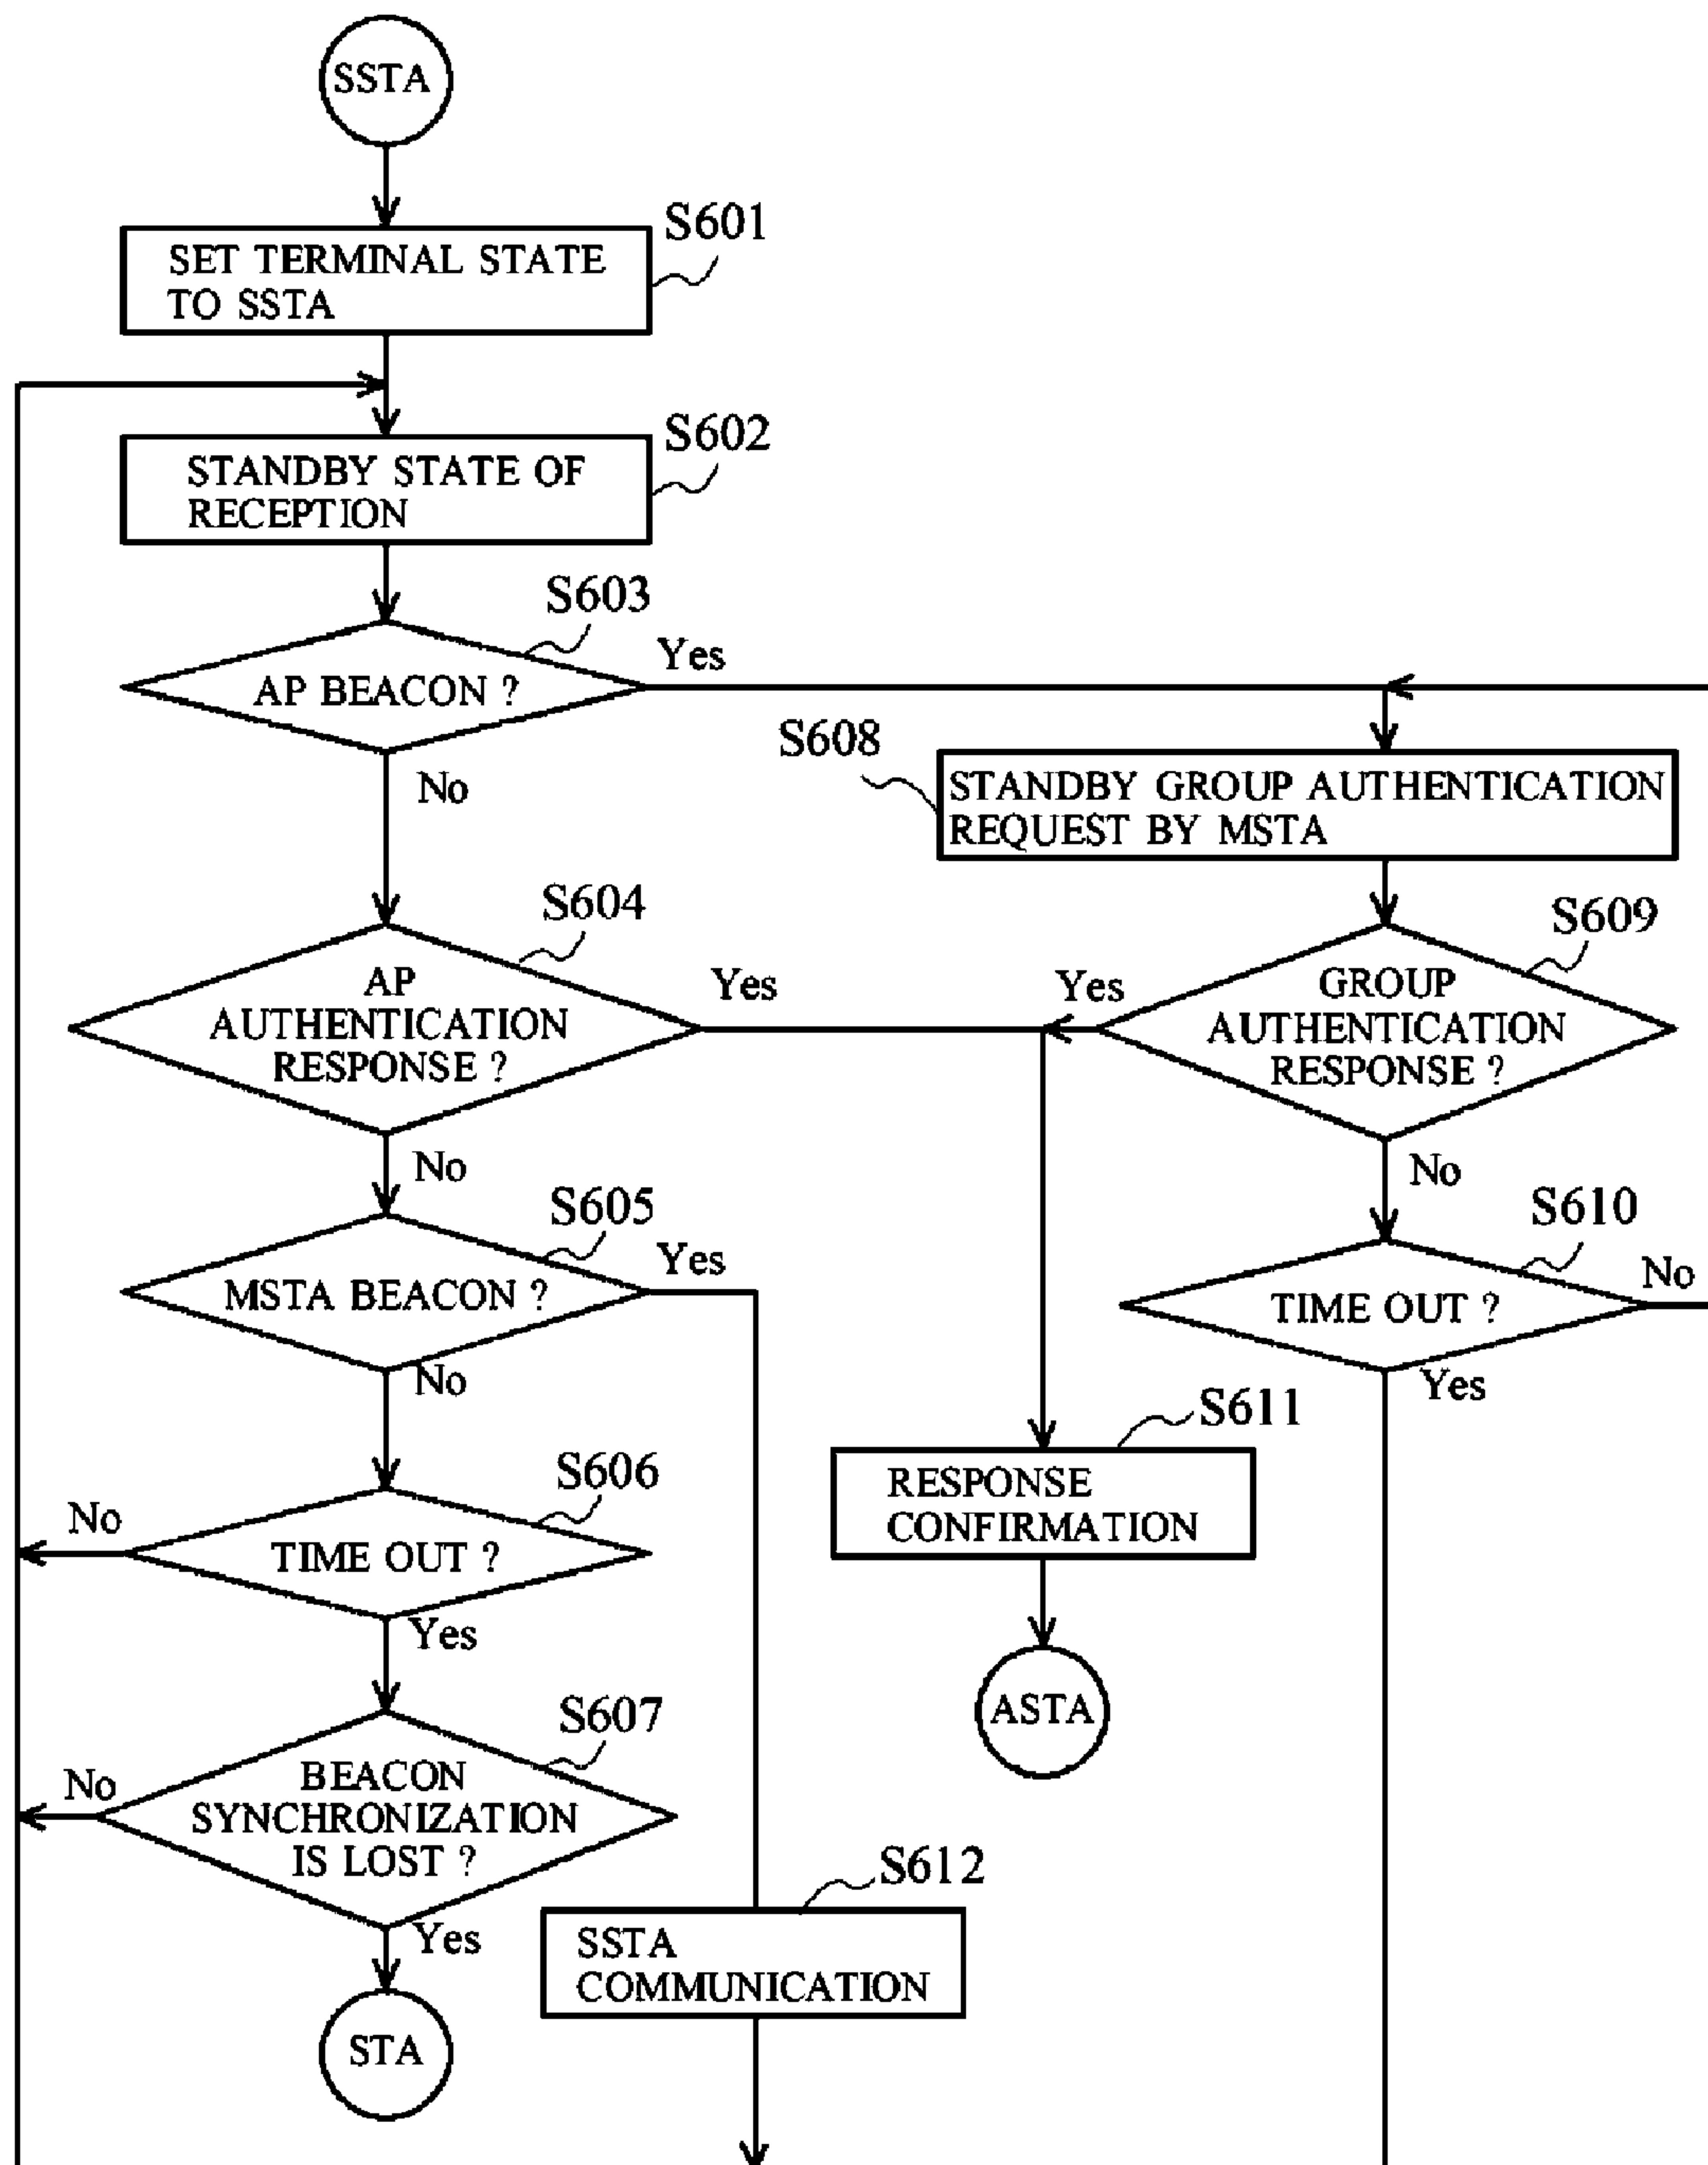 SSTA
S601
SET TERMINAL STATE
TO SSTA
S602
STANDBY STATE OF
RECEPTION
S603
AP BEACON ?
Yes
No
S608
STANDBY GROUP AUTHENTICATION
REQUEST BY MSTA
S604
AP
AUTHENTICATION
RESPONSE ?
Yes
No
S609
GROUP
AUTHENTICATION
RESPONSE ?
Yes
No
S605
MSTA BEACON ?
Yes
No
S610
TIME OUT ?
No
Yes
S606
TIME OUT ?
No
Yes
S611
RESPONSE
CONFIRMATION
ASTA
S607
BEACON
SYNCHRONIZATION
IS LOST ?
No
Yes
S612
SSTA
COMMUNICATION
STA